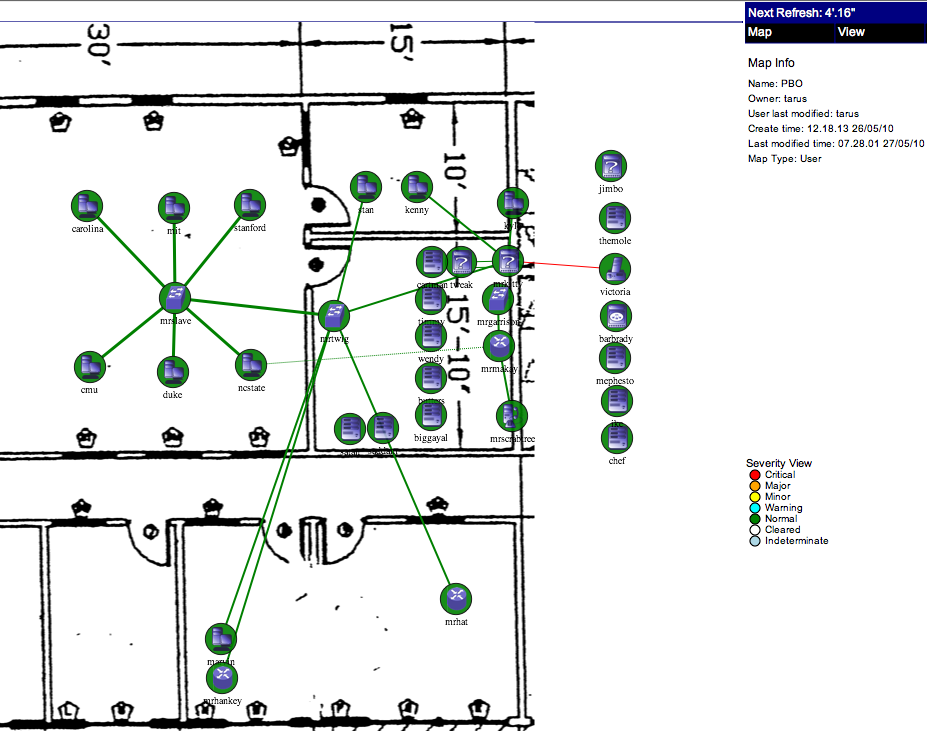 Next Refresh: 4'.16"
Map View
Map Info
Name: PBO
Owner: tarus
User last modified: tarus
Create time: 12.18.13 26/05/10
Last modified time: 07.28.01 27/05/10
Map Type: User
30'
15'
10'
15'-10'
carolina
mit
stanford
stan
kenny
jimbo
themole
cartman
tweak
mrkitty
victoria
mrslave
mrtwig
mrgarrison
timmy
barbrady
wendy
mrmakay
mephesto
cmu
duke
ncstate
butters
biggayal
mrscrabtree
ike
chef
mrhat
marvin
mrhankey
Severity View
Critical
Major
Minor
Warning
Normal
Cleared
Indeterminate